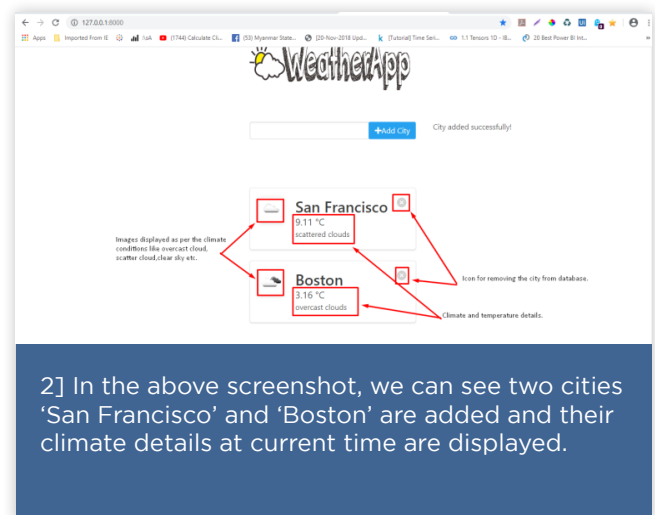 127.0.0.1:8000
Apps Imported From IE (1744) Calculate Cli... (53) Myanmar State... [20-Nov-2018 Upd... [Tutorial] Time Seri... 1.1 Tensors 1D - IB... 20 Best Power BI Int...
WeatherApp
+Add City
City added successfully!
San Francisco
9.11 °C
scattered clouds
Images displayed as per the climate
conditions like overcast cloud,
scatter cloud,clear sky etc.
Icon for removing the city from database.
Boston
3.16 °C
overcast clouds
Climate and temperature details.
2] In the above screenshot, we can see two cities
‘San Francisco’ and ‘Boston’ are added and their
climate details at current time are displayed.